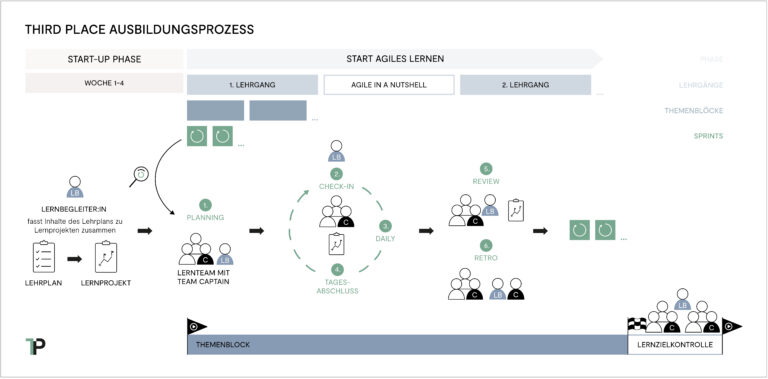 THIRD PLACE AUSBILDUNGSPROZESS
START-UP PHASE
START AGILES LERNEN
PHASE
WOCHE 1-4
1. LEHRGANG
AGILE IN A NUTSHELL
2. LEHRGANG
...
LEHRGÄNGE
...
THEMENBLÖCKE
...
SPRINTS
LB
LERNBEGLEITER:IN
fasst Inhalte des Lehrplans zu
Lernprojekten zusammen
LEHRPLAN
LERNPROJEKT
1.
PLANNING
C
LB
LERNTEAM MIT
TEAM CAPTAIN
LB
2.
CHECK-IN
C
3.
DAILY
4.
TAGES-
ABSCHLUSS
5.
REVIEW
C
LB
6.
RETRO
C
LB
C
...
LB
C
C
TP
THEMENBLOCK
LERNZIELKONTROLLE